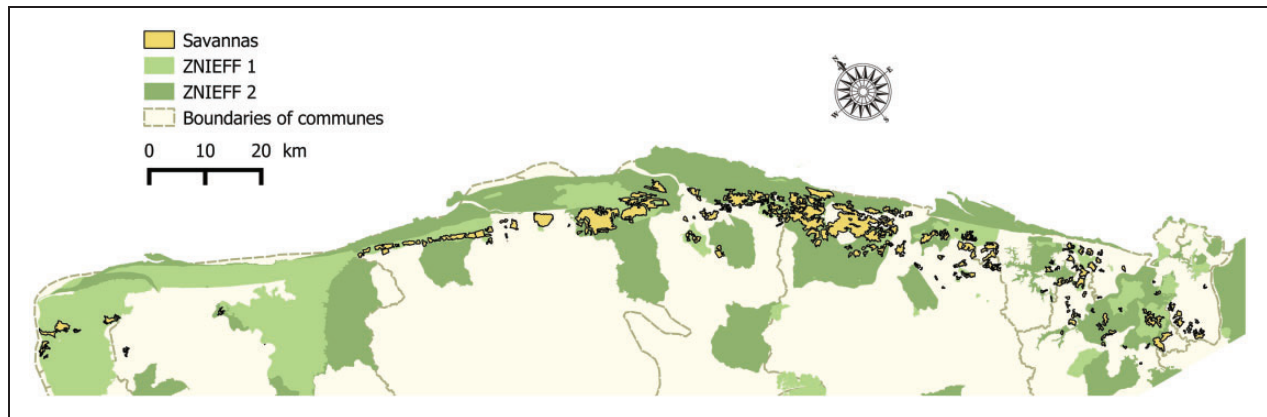 Savannas
ZNIEFF 1
ZNIEFF 2
Boundaries of communes
0 10 20 km
N
E
W
S